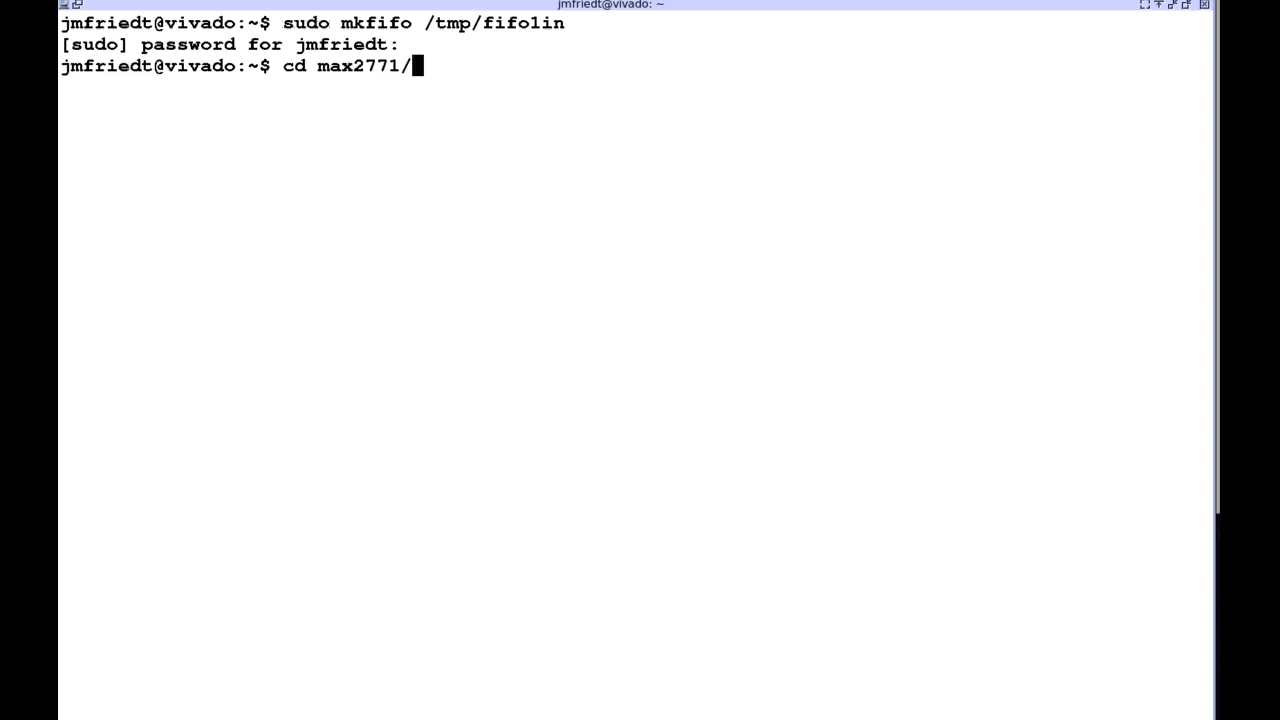 jmfriedt@vivado: ~
jmfriedt@vivado:~$ sudo mkfifo /tmp/fifo1in
[sudo] password for jmfriedt:
jmfriedt@vivado:~$ cd max2771/